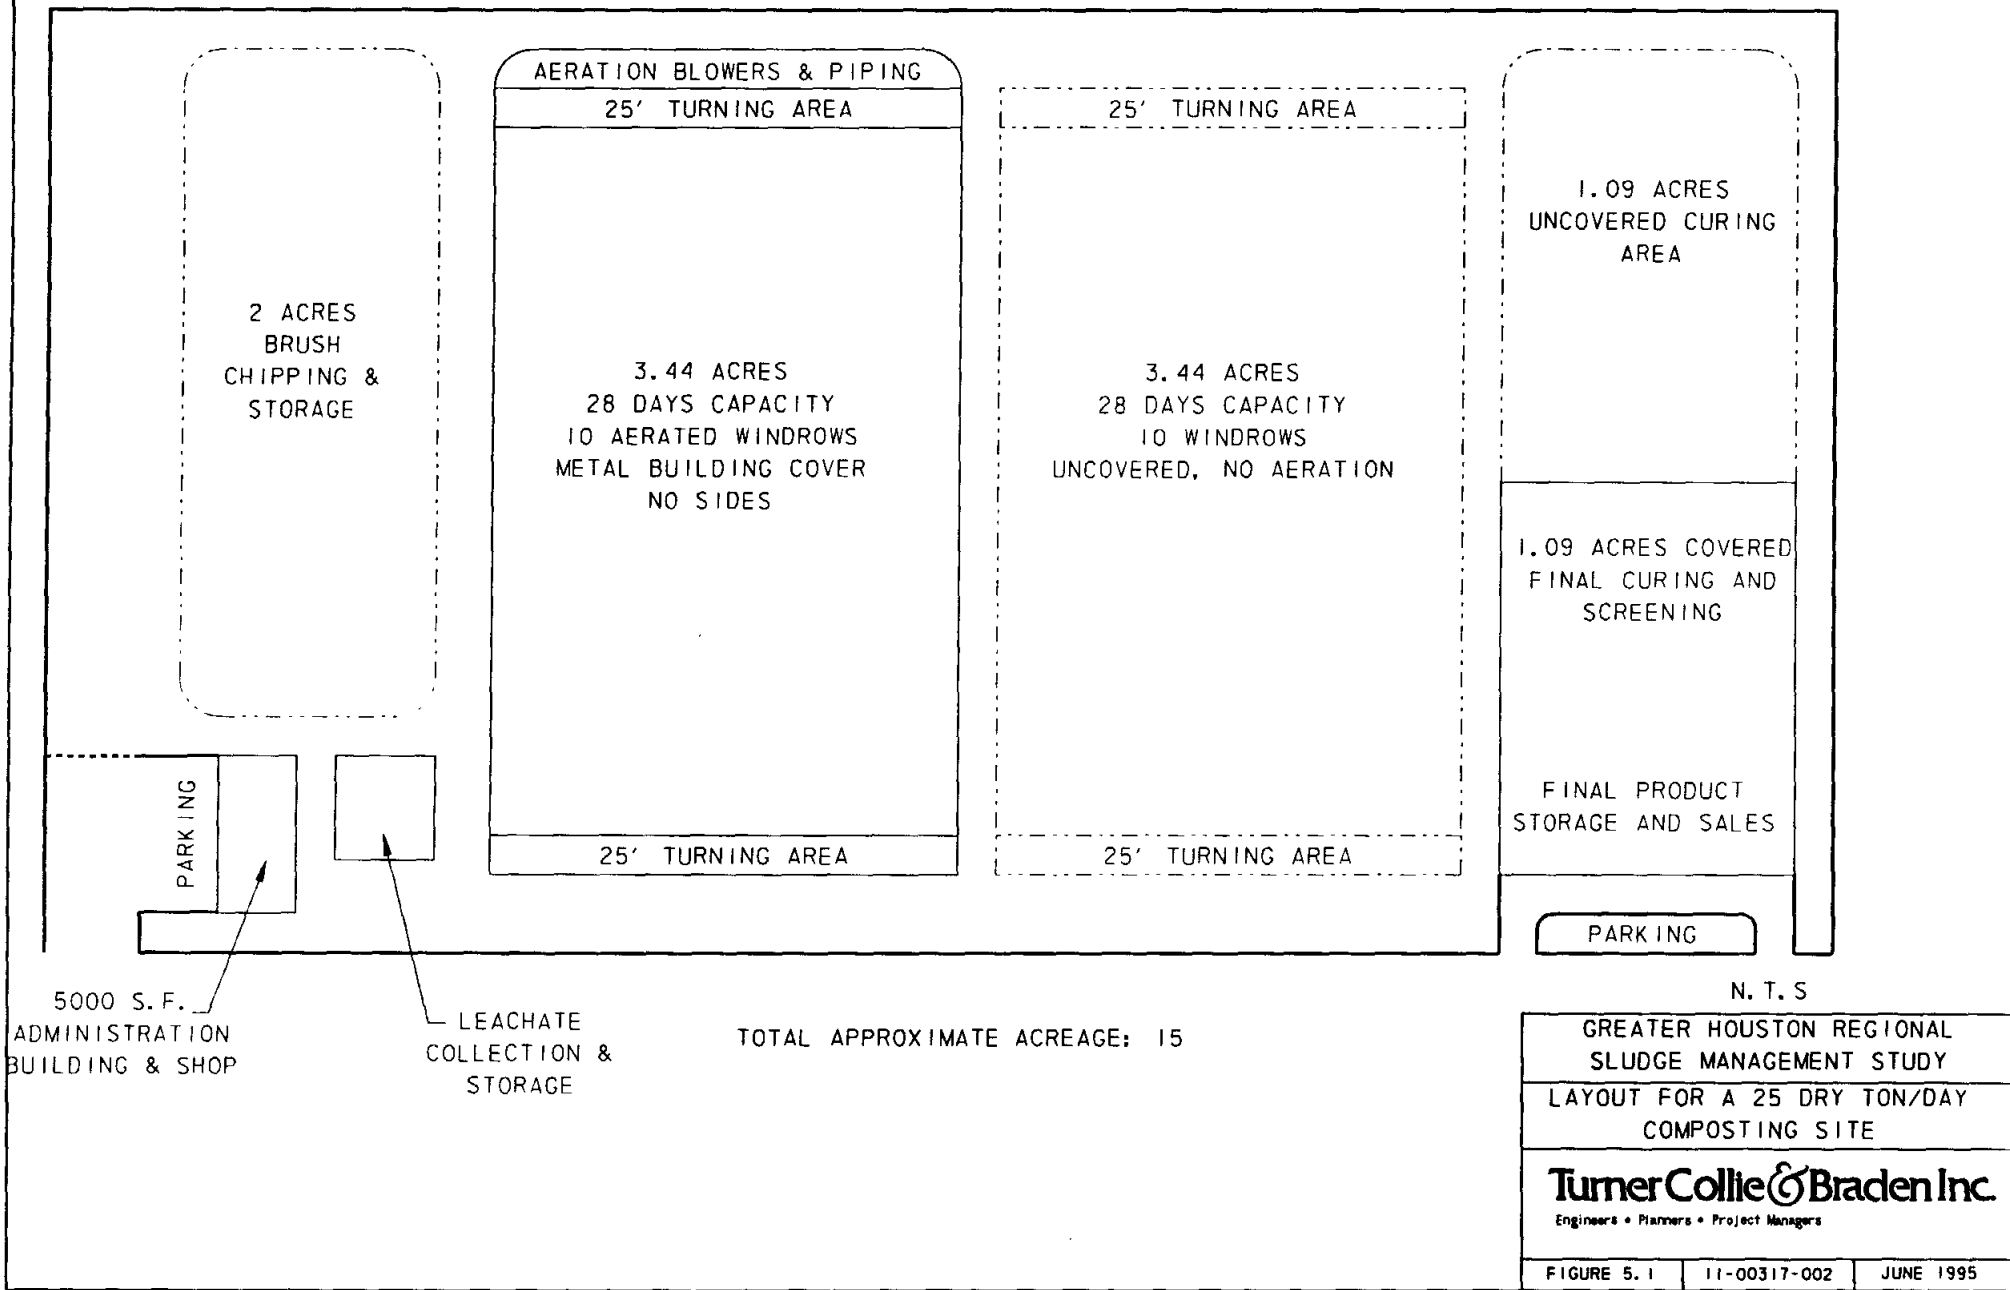 AERATION BLOWERS & PIPING
25' TURNING AREA
25' TURNING AREA
2 ACRES
BRUSH
CHIPPING &
STORAGE
3.44 ACRES
28 DAYS CAPACITY
10 AERATED WINDROWS
METAL BUILDING COVER
NO SIDES
3.44 ACRES
28 DAYS CAPACITY
10 WINDROWS
UNCOVERED, NO AERATION
1.09 ACRES
UNCOVERED CURING
AREA
1.09 ACRES COVERED
FINAL CURING AND
SCREENING
FINAL PRODUCT
STORAGE AND SALES
PARKING
25' TURNING AREA
25' TURNING AREA
PARKING
5000 S.F.
ADMINISTRATION
BUILDING & SHOP
LEACHATE
COLLECTION &
STORAGE
TOTAL APPROXIMATE ACREAGE: 15
N.T.S
GREATER HOUSTON REGIONAL
SLUDGE MANAGEMENT STUDY
LAYOUT FOR A 25 DRY TON/DAY
COMPOSTING SITE
Turner Collie & Braden Inc.
Engineers • Planners • Project Managers
FIGURE 5.1
11-00317-002
JUNE 1995